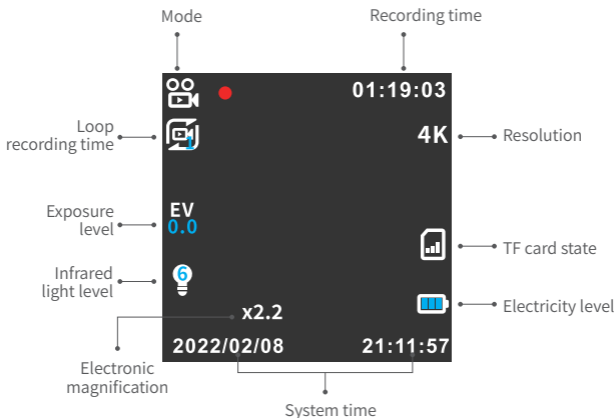 Mode
Recording time
01:19:03
Loop
recording time
1
4K
Resolution
Exposure
level
EV
0.0
TF card state
Infrared
light level
6
Electricity level
x2.2
Electronic
magnification
2022/02/08
21:11:57
System time